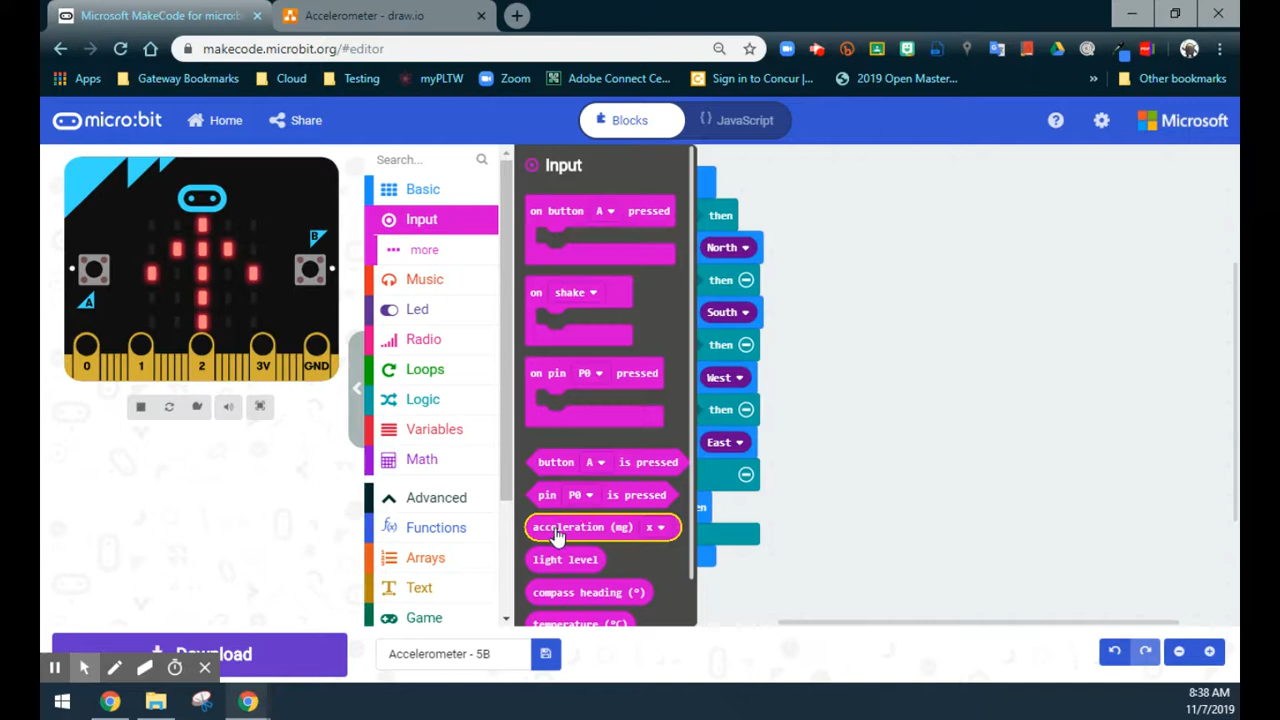 Microsoft MakeCode for micro:b
Accelerometer - draw.io
makecode.microbit.org/#editor
Apps
Gateway Bookmarks
Cloud
Testing
myPLTW
Zoom
Adobe Connect Ce...
Sign in to Concur | ...
2019 Open Master...
»
Other bookmarks
micro:bit
Home
Share
Blocks
{} JavaScript
Microsoft
A
B
0 1 2 3V GND
Search...
Basic
Input
more
Music
Led
Radio
Loops
Logic
Variables
Math
Advanced
Functions
Arrays
Text
Game
Input
on button A pressed
on shake
on pin P0 pressed
button A is pressed
pin P0 is pressed
acceleration (mg) x
light level
compass heading (°)
temperature (°C)
then
North
then
South
then
West
then
East
Download
Accelerometer - 5B
8:38 AM
11/7/2019